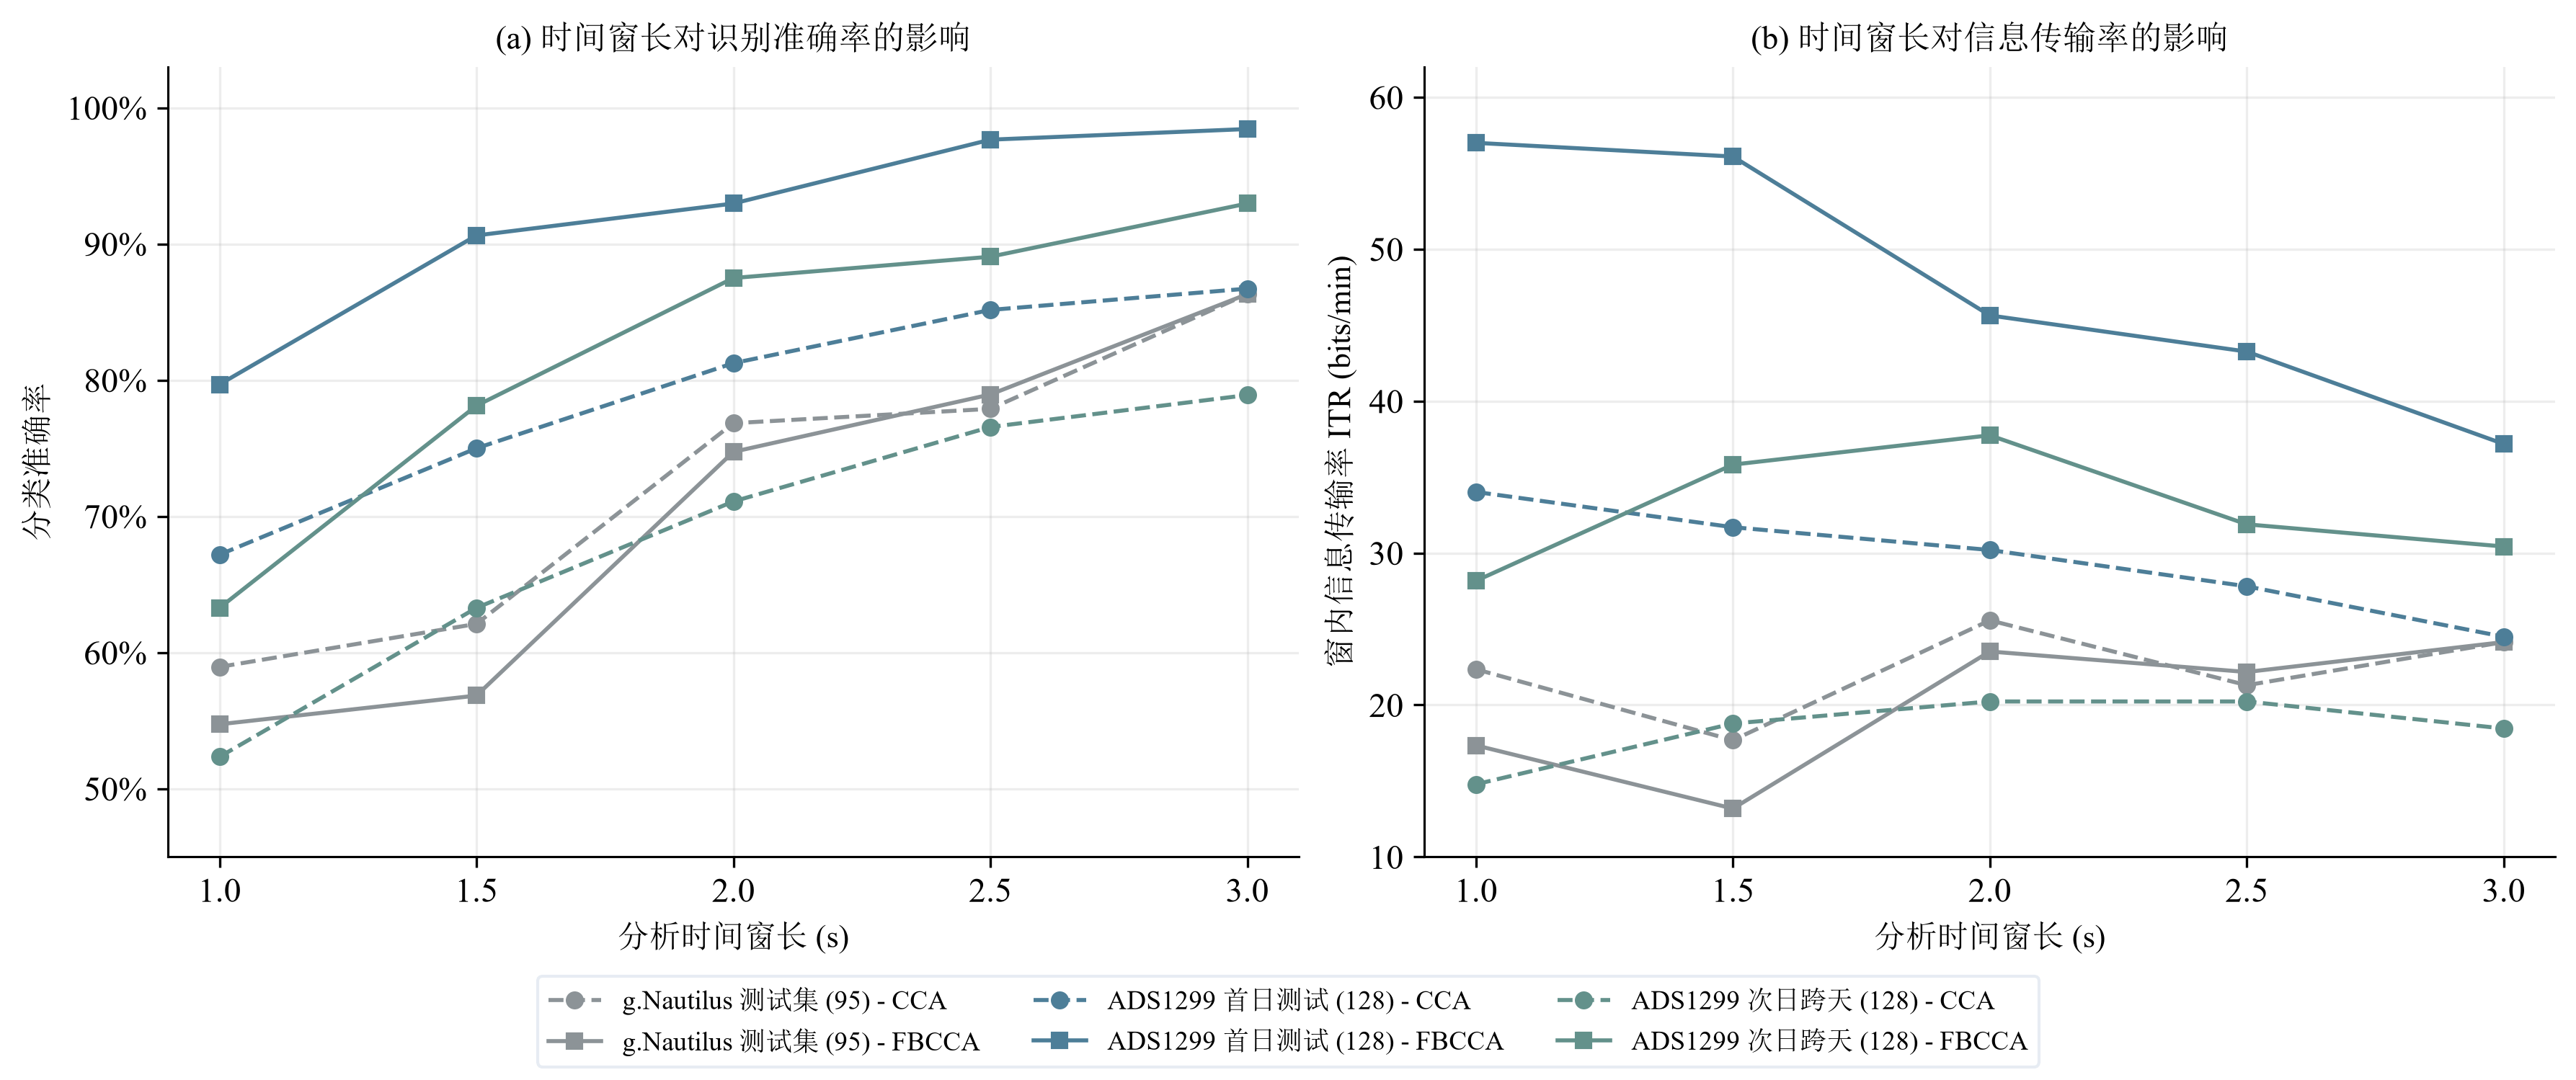 (a) 时间窗长对识别准确率的影响
分类准确率
100%
90%
80%
70%
60%
50%
1.0 1.5 2.0 2.5 3.0
分析时间窗长 (s)
(b) 时间窗长对信息传输率的影响
窗内信息传输率 ITR (bits/min)
60
50
40
30
20
10
1.0 1.5 2.0 2.5 3.0
分析时间窗长 (s)
g.Nautilus 测试集 (95) - CCA
g.Nautilus 测试集 (95) - FBCCA
ADS1299 首日测试 (128) - CCA
ADS1299 首日测试 (128) - FBCCA
ADS1299 次日跨天 (128) - CCA
ADS1299 次日跨天 (128) - FBCCA